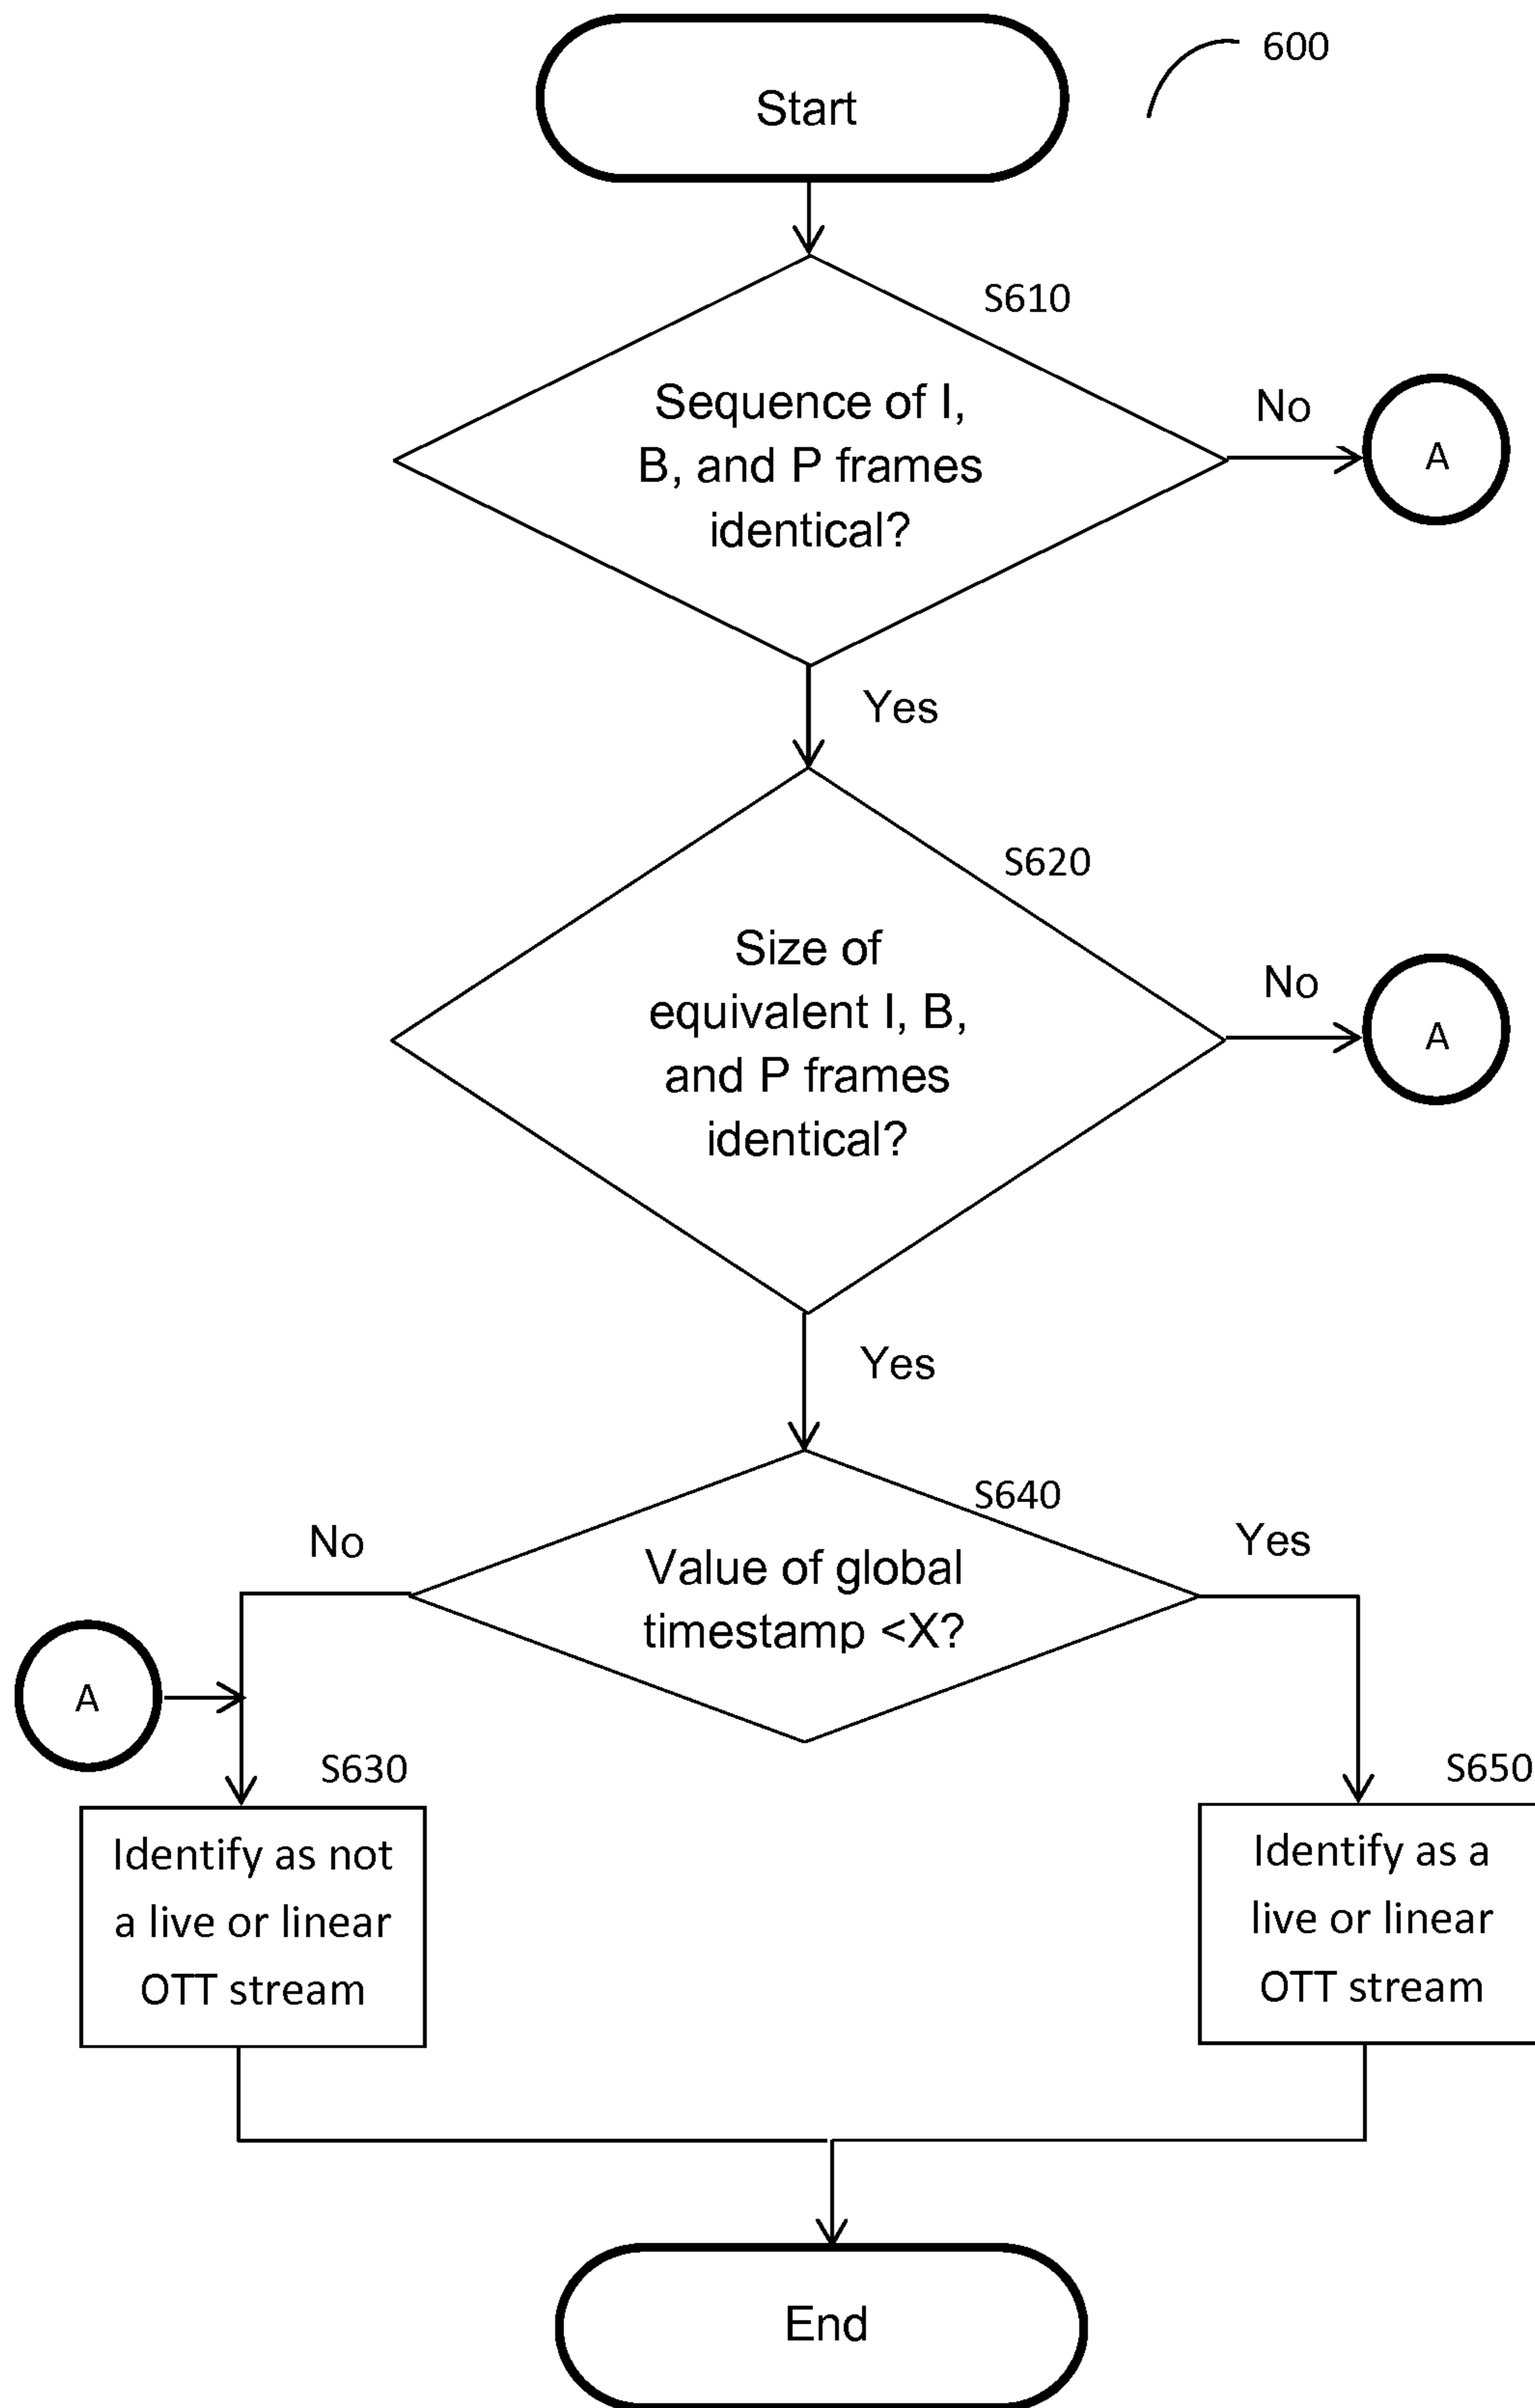 600
Start
S610
Sequence of I,
B, and P frames
identical?
No
A
Yes
S620
Size of
equivalent I, B,
and P frames
identical?
No
A
Yes
S640
No
Value of global
timestamp <X?
Yes
A
S630
S650
Identify as not
a live or linear
OTT stream
Identify as a
live or linear
OTT stream
End